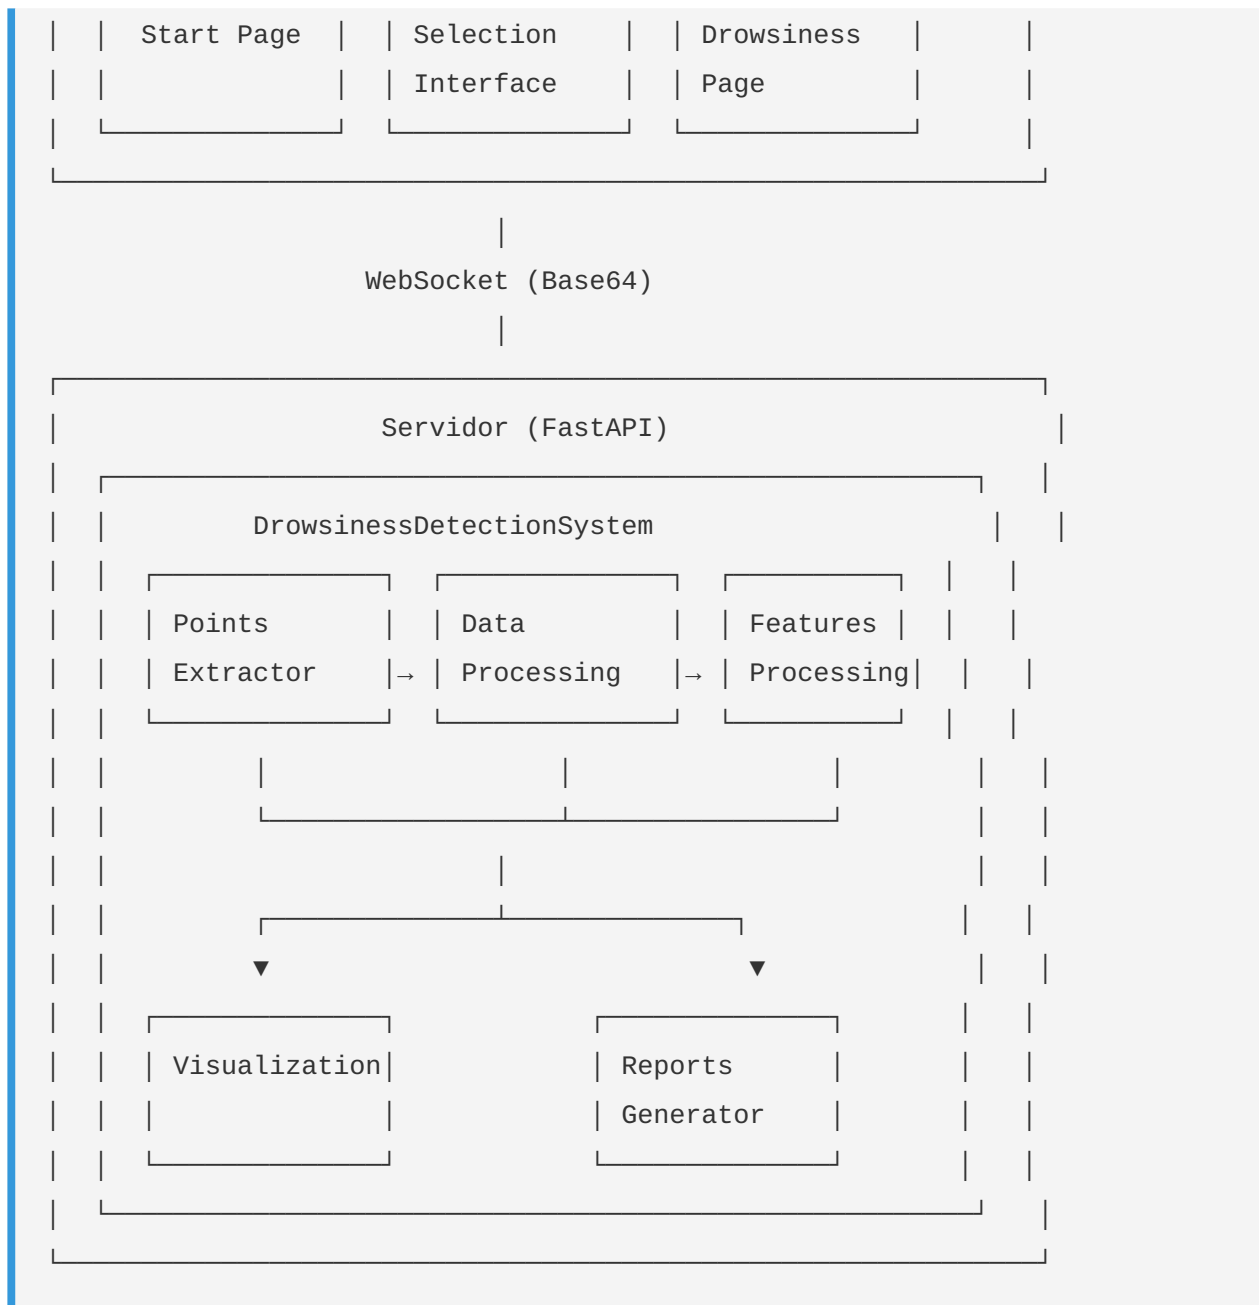 Start Page Selection Drowsiness
Interface Page
WebSocket (Base64)
Servidor (FastAPI)
DrowsinessDetectionSystem
Points Data Features
Extractor → Processing → Processing
▼ ▼
Visualization Reports
Generator